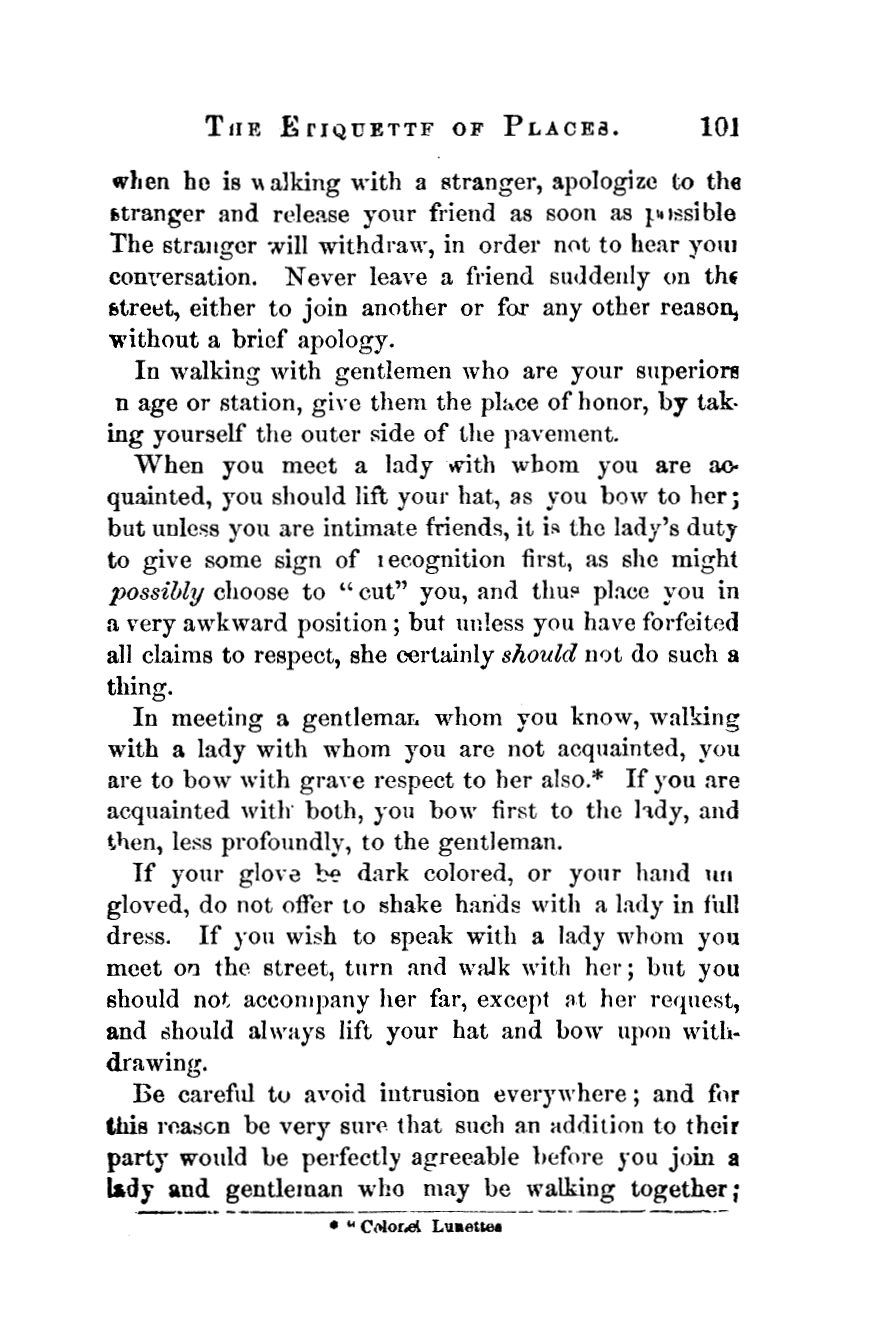 THE ETIQUETTE OF PLACES. 101
when he is walking with a stranger, apologize to the
stranger and release your friend as soon as possible
The stranger will withdraw, in order not to hear your
conversation. Never leave a friend suddenly on the
street, either to join another or for any other reason,
without a brief apology.
In walking with gentlemen who are your superiors
n age or station, give them the place of honor, by tak-
ing yourself the outer side of the pavement.
When you meet a lady with whom you are ac-
quainted, you should lift your hat, as you bow to her;
but unless you are intimate friends, it is the lady's duty
to give some sign of recognition first, as she might
possibly choose to "cut" you, and thus place you in
a very awkward position; but unless you have forfeited
all claims to respect, she certainly should not do such a
thing.
In meeting a gentleman whom you know, walking
with a lady with whom you are not acquainted, you
are to bow with grave respect to her also.* If you are
acquainted with both, you bow first to the lady, and
then, less profoundly, to the gentleman.
If your glove be dark colored, or your hand un
gloved, do not offer to shake hands with a lady in full
dress. If you wish to speak with a lady whom you
meet on the street, turn and walk with her; but you
should not accompany her far, except at her request,
and should always lift your hat and bow upon with-
drawing.
Be careful to avoid intrusion everywhere; and for
this reason be very sure that such an addition to their
party would be perfectly agreeable before you join a
lady and gentleman who may be walking together;
* "Colonel Lunettes